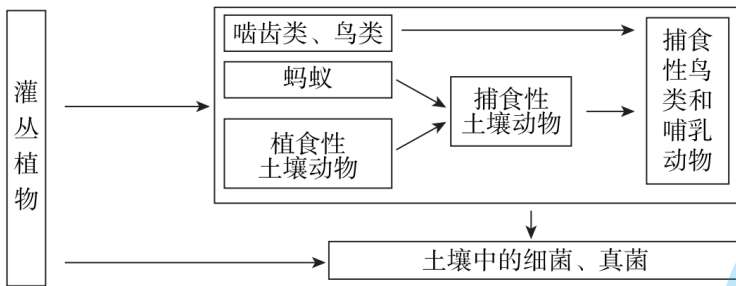 灌丛植物
啮齿类、鸟类
蚂蚁
植食性
土壤动物
捕食性
土壤动物
捕食
性鸟
类和
哺乳
动物
土壤中的细菌、真菌